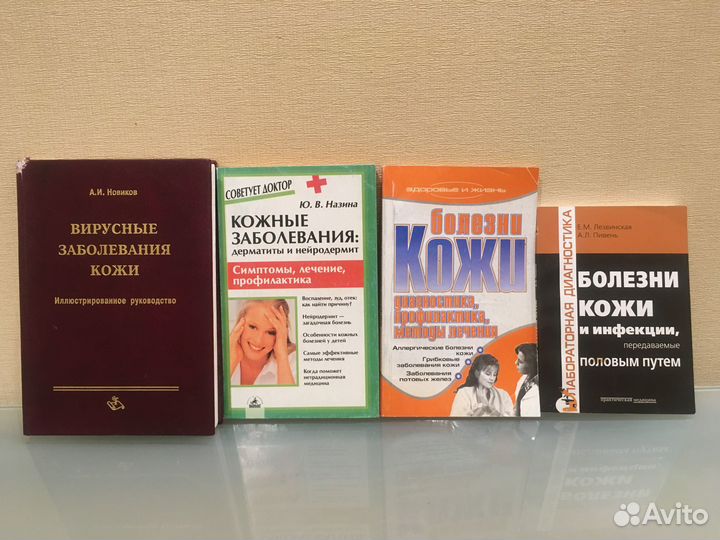 А.И. Новиков
ВИРУСНЫЕ
ЗАБОЛЕВАНИЯ
КОЖИ
Иллюстрированное руководство
СОВЕТУЕТ ДОКТОР
Ю. В. Назина
КОЖНЫЕ
ЗАБОЛЕВАНИЯ:
дерматиты и нейродермит
Симптомы, лечение,
профилактика
Воспаление, зуд, отек:
как найти причину?
Нейродермит —
загадочная болезнь
Особенности кожных
болезней у детей
Самые эффективные
методы лечения
Когда поможет
нетрадиционная
медицина
здоровье и жизнь
болезни
Кожи
диагностика,
профилактика,
методы лечения
Аллергические болезни
кожи
Грибковые
заболевания кожи
Заболевания
потовых желез
ЛАБОРАТОРНАЯ ДИАГНОСТИКА
Е.М. Лезвинская
А.Л. Пивень
БОЛЕЗНИ
КОЖИ
и инфекции,
передаваемые
половым путем
практическая медицина
Avito